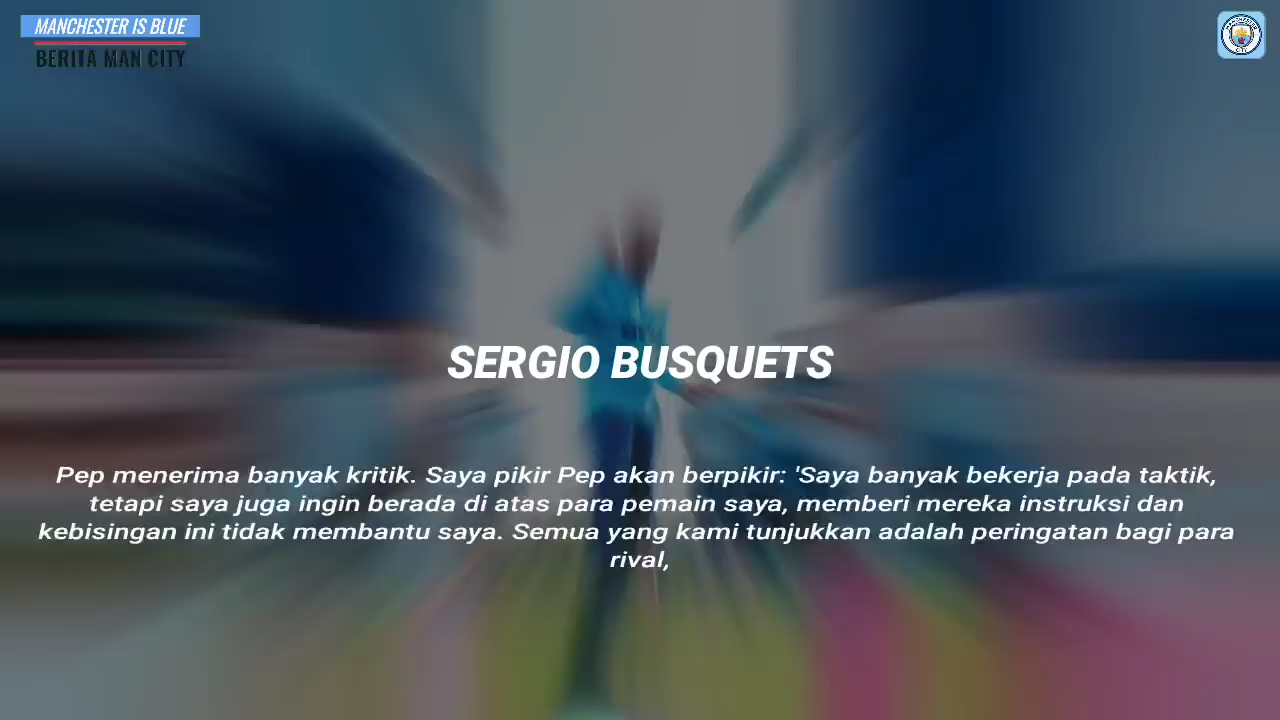 MANCHESTER IS BLUE
BERITA MAN CITY
SERGIO BUSQUETS
Pep menerima banyak kritik. Saya pikir Pep akan berpikir: 'Saya banyak bekerja pada taktik,
tetapi saya juga ingin berada di atas para pemain saya, memberi mereka instruksi dan
kebisingan ini tidak membantu saya. Semua yang kami tunjukkan adalah peringatan bagi para
rival,